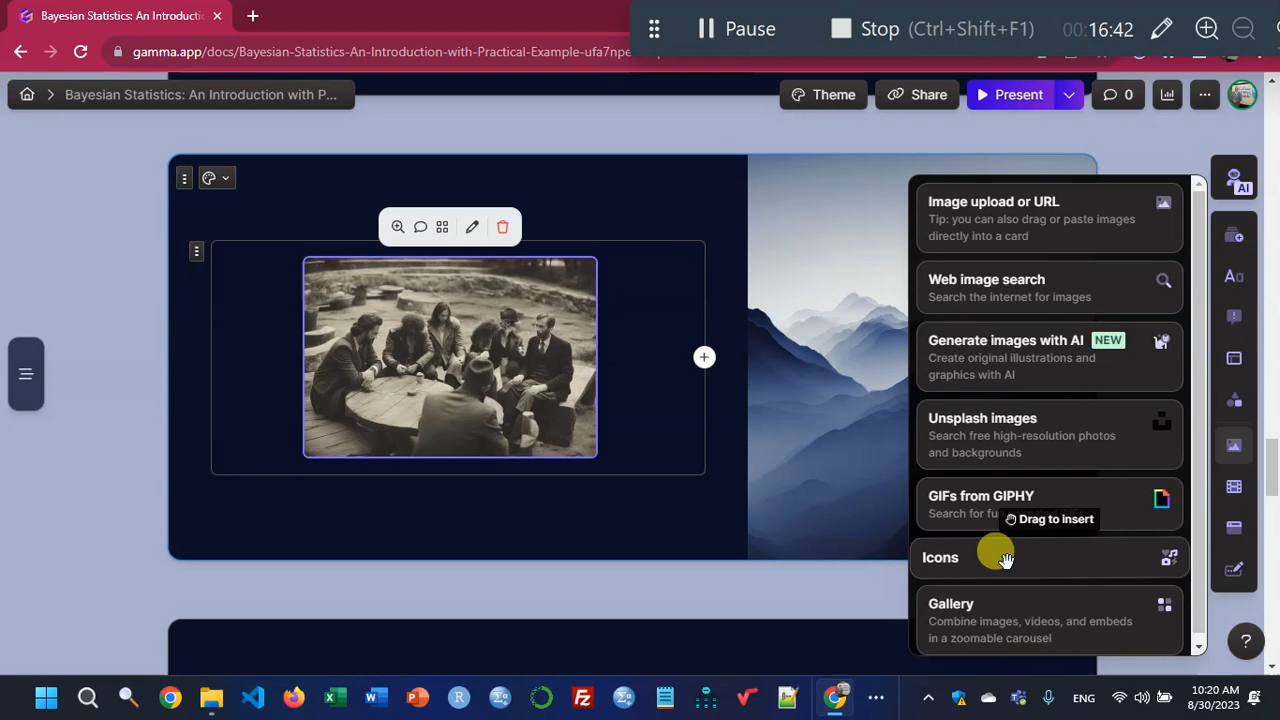 Bayesian Statistics: An Introducti
Pause
Stop (Ctrl+Shift+F1)
00:16:42
gamma.app/docs/Bayesian-Statistics-An-Introduction-with-Practical-Example-ufa7npe
Bayesian Statistics: An Introduction with P...
Theme
Share
Present
0
AI
Image upload or URL
Tip: you can also drag or paste images
directly into a card
Web image search
Search the internet for images
Generate images with AI NEW
Create original illustrations and
graphics with AI
Aa
Unsplash images
Search free high-resolution photos
and backgrounds
GIFs from GIPHY
Search for fu
Drag to insert
Icons
Gallery
Combine images, videos, and embeds
in a zoomable carousel
?
ENG
10:20 AM
8/30/2023